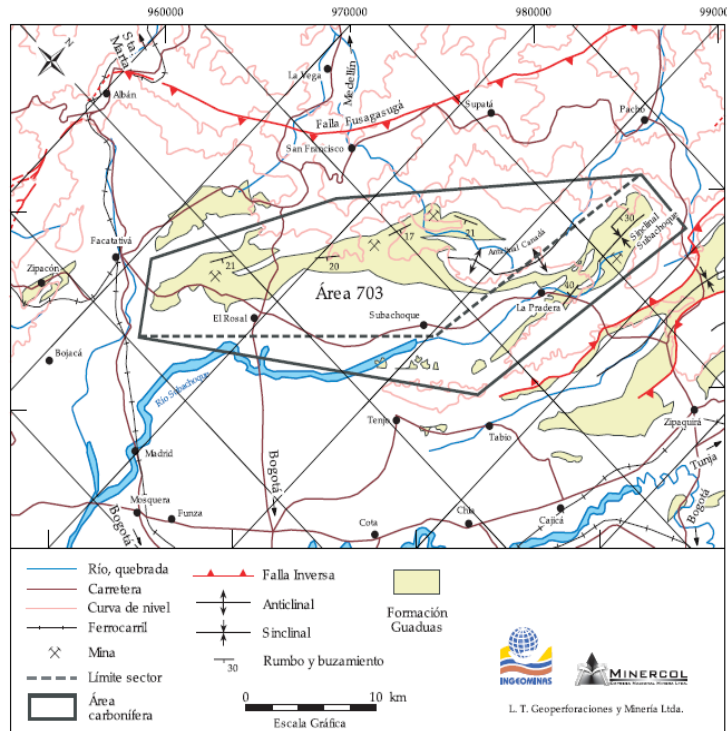 960000
970000
980000
99000
N
Sta.
Marta
Medellín
La Vega
Albán
Falla Fusagasugá
Supatá
Pacho
San Francisco
30
Sinclinal
Subachoque
17
21
Anticlinal Canadá
Facatativá
Zipacón
21
20
Área 703
40
La Pradera
El Rosal
Subachoque
Bojacá
Río Subachoque
Zipaquirá
Tenjo
Tabio
Tunja
Madrid
Bogotá
Mosquera
Funza
Bogotá
Cota
Chía
Cajicá
Bogotá
Río, quebrada
Carretera
Curva de nivel
Ferrocarril
Mina
Límite sector
Área
carbonífera
Falla Inversa
Anticlinal
Sinclinal
30
Rumbo y buzamiento
0
10
km
Escala Gráfica
Formación
Guaduas
INGEOMINAS
MINERCOL
L. T. Geoperforaciones y Minería Ltda.